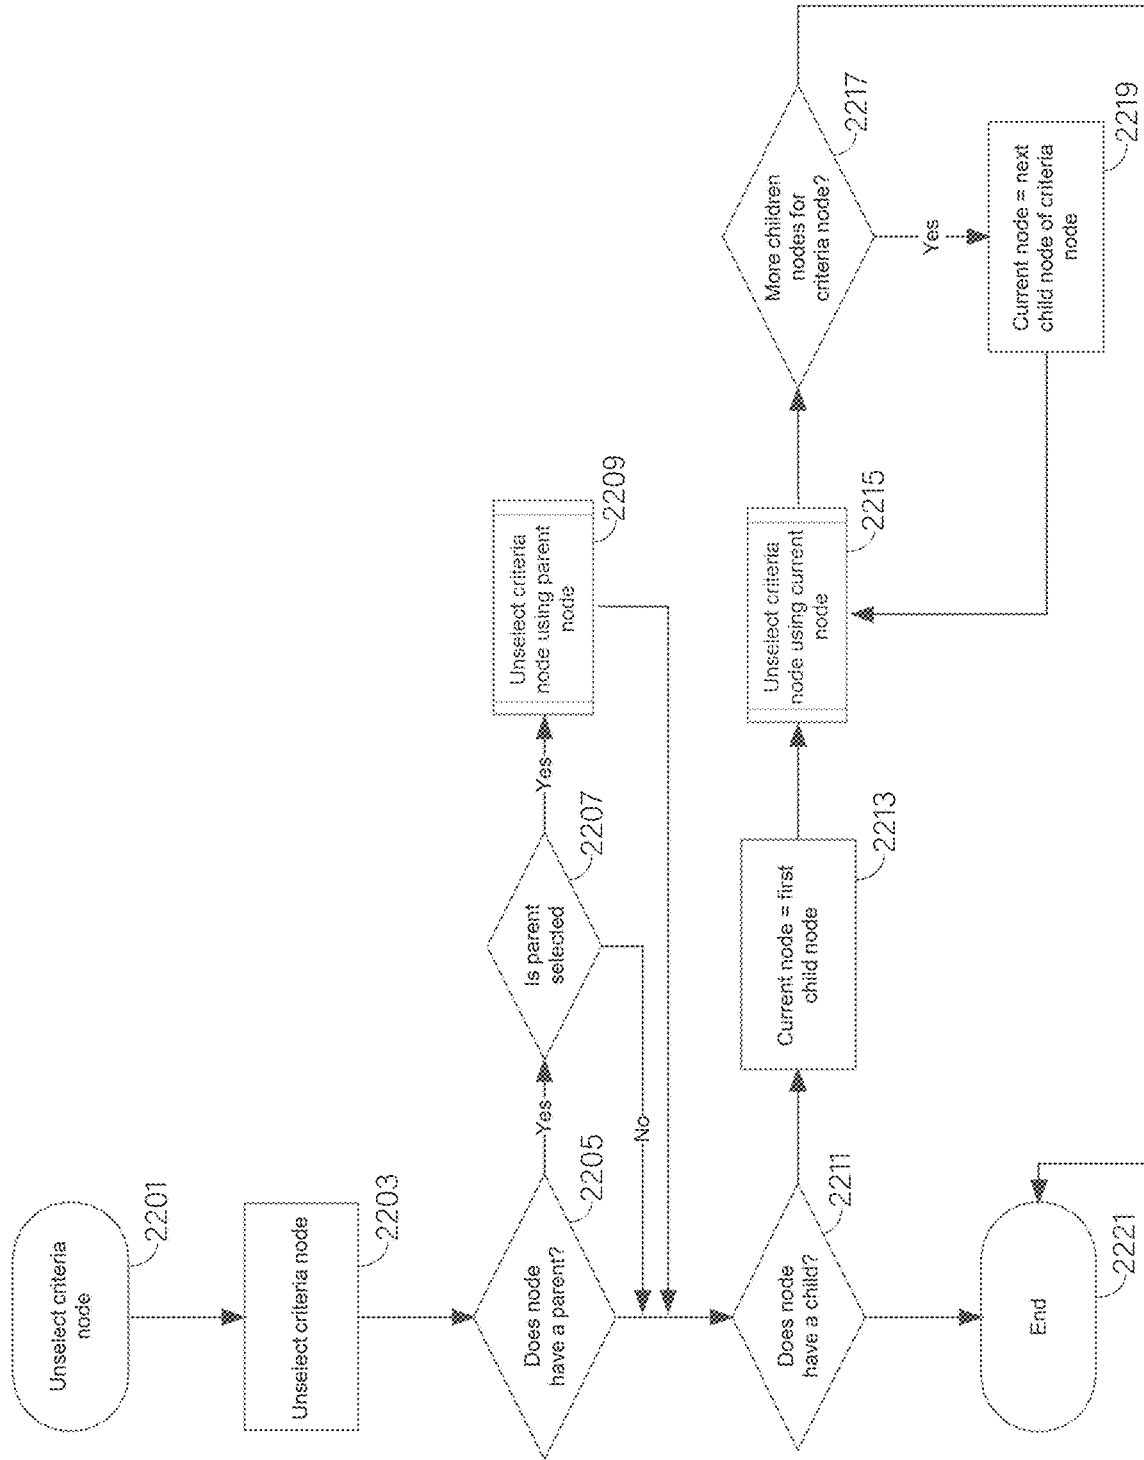 Unselect criteria
node
2201
Unselect criteria node
2203
Does node
have a parent?
2205
Yes
Is parent
selected
2207
Yes
Unselect criteria
node using parent
node
2209
No
Does node
have a child?
2211
Current node = first
child node
2213
Unselect criteria
node using current
node
2215
More children
nodes for
criteria node?
2217
Yes
Current node = next
child node of criteria
node
2219
End
2221